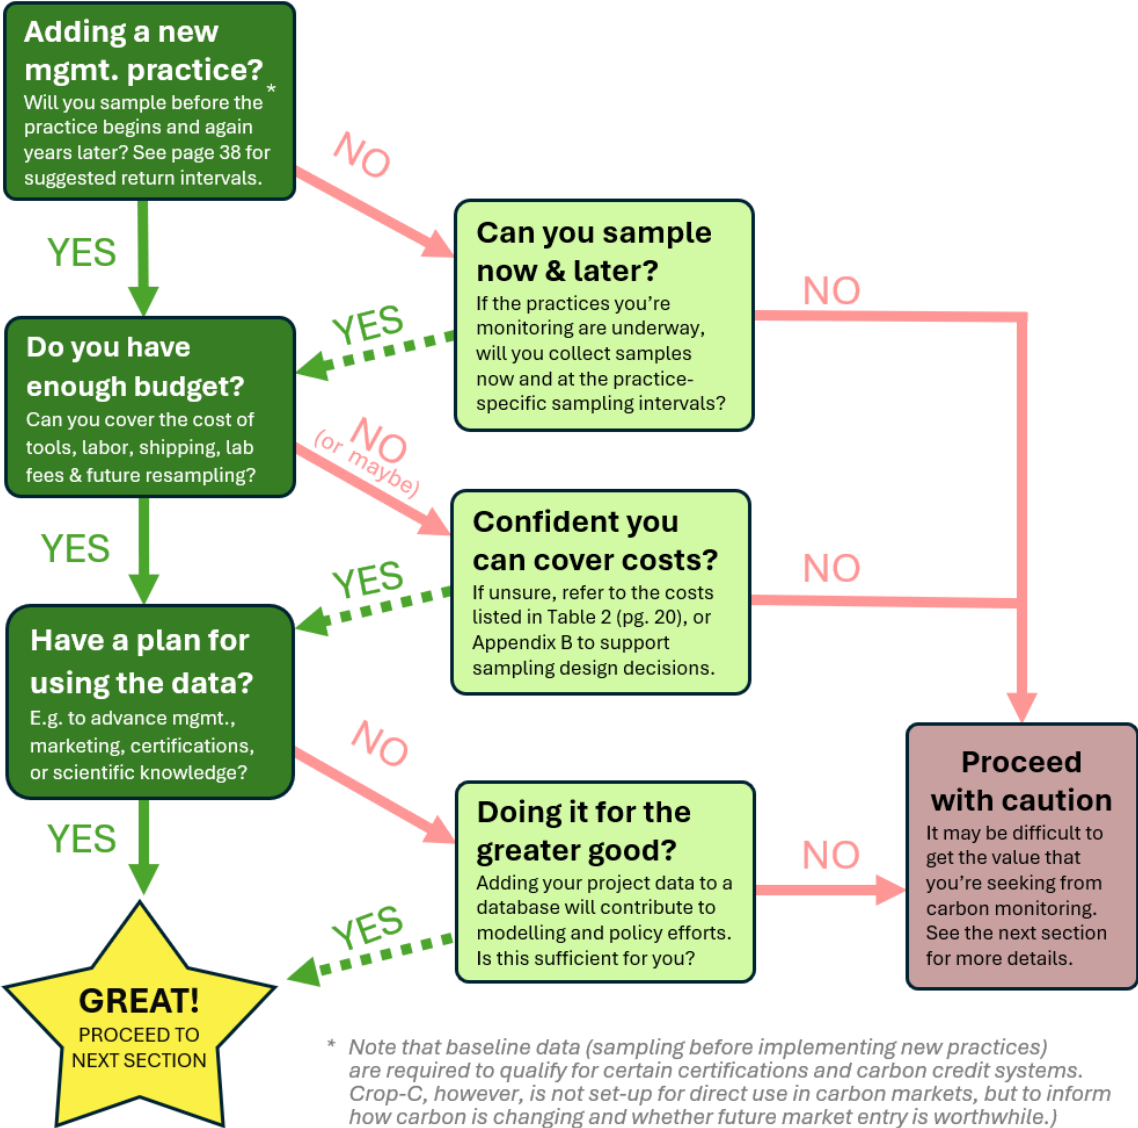 Adding a new
mgmt. practice?
*
Will you sample before the
practice begins and again
years later? See page 38 for
suggested return intervals.
NO
YES
Can you sample
now & later?
If the practices you’re
monitoring are underway,
will you collect samples
now and at the practice-
specific sampling intervals?
NO
YES
Do you have
enough budget?
Can you cover the cost of
tools, labor, shipping, lab
fees & future resampling?
NO
(or maybe)
YES
Confident you
can cover costs?
If unsure, refer to the costs
listed in Table 2 (pg. 20), or
Appendix B to support
sampling design decisions.
NO
YES
Have a plan for
using the data?
E.g. to advance mgmt.,
marketing, certifications,
or scientific knowledge?
NO
YES
Doing it for the
greater good?
Adding your project data to a
database will contribute to
modelling and policy efforts.
Is this sufficient for you?
NO
YES
Proceed
with caution
It may be difficult to
get the value that
you’re seeking from
carbon monitoring.
See the next section
for more details.
GREAT!
PROCEED TO
NEXT SECTION
* Note that baseline data (sampling before implementing new practices)
are required to qualify for certain certifications and carbon credit systems.
Crop-C, however, is not set-up for direct use in carbon markets, but to inform
how carbon is changing and whether future market entry is worthwhile.)